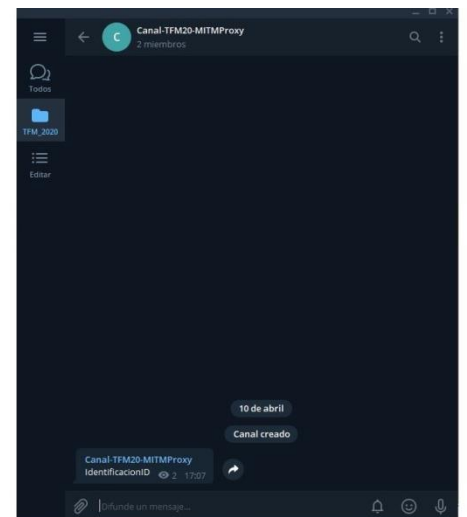 Canal-TFM20-MITMProxy
C
2 miembros
Todos
TFM_2020
Editar
10 de abril
Canal creado
Canal-TFM20-MITMProxy
IdentificacionID 2 17:07
Difunde un mensaje...